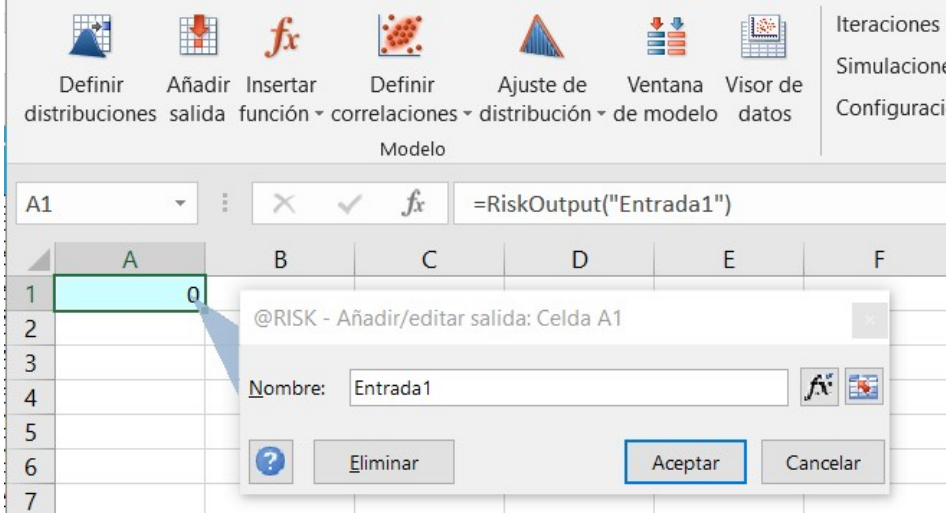 Iteraciones
Definir distribuciones
Añadir salida
Insertar función
Definir correlaciones
Ajuste de distribución
Ventana de modelo
Visor de datos
Modelo
A1
fx
=RiskOutput("Entrada1")
A B C D E F
1 0
2
3
4
5
6
7
@RISK - Añadir/editar salida: Celda A1
Nombre: Entrada1
fx
Eliminar
Aceptar
Cancelar